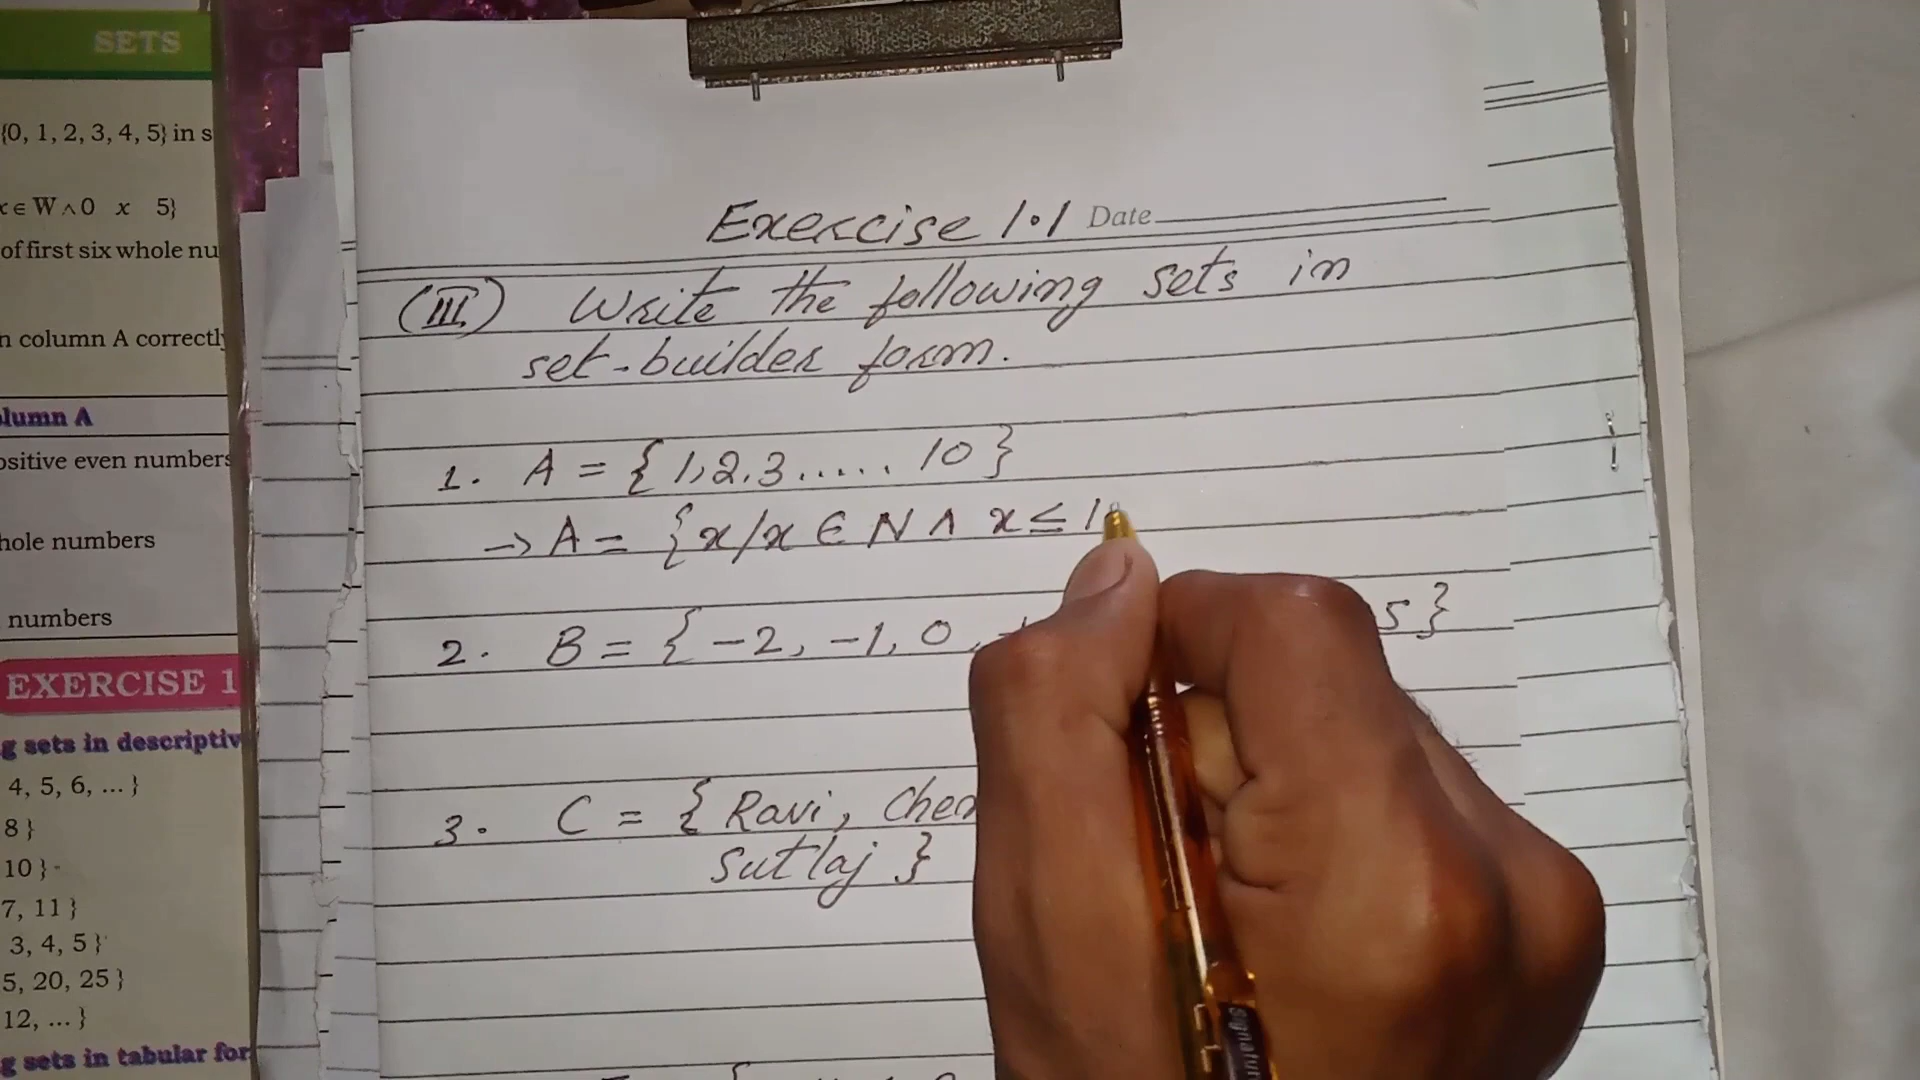 SETS
{0, 1, 2, 3, 4, 5} in s
x ∈ W ∧ 0 x 5}
of first six whole nu
n column A correctly
olumn A
ositive even numbers
hole numbers
numbers
EXERCISE 1
g sets in descriptiv
4, 5, 6, ... }
8 }
10 }
7, 11 }
3, 4, 5 }
5, 20, 25 }
12, ... }
g sets in tabular for
Exercise 1.1 Date
(III) Write the following sets in
set-builder form.
1. A = { 1,2,3..... 10 }
→ A = { x/x ∈ N ∧ x ≤ 1
2. B = { -2, -1, 0, 5 }
3. C = { Ravi,
sutlaj }
signatur